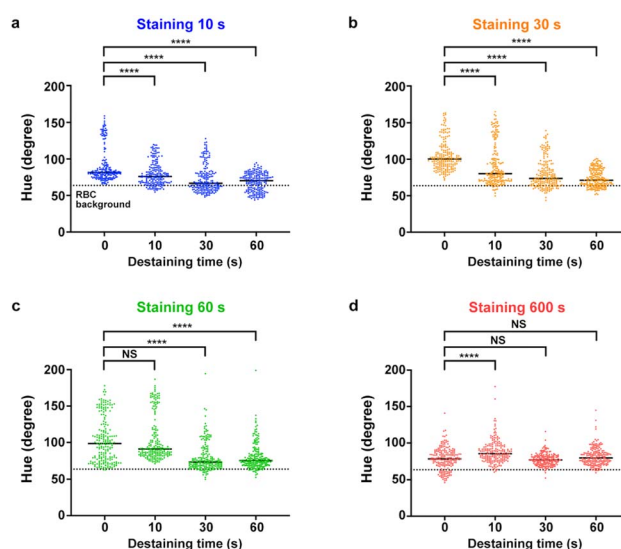 a
Staining 10 s
****
****
****
Hue (degree)
200
150
100
50
0
RBC
background
0 10 30 60
Destaining time (s)
b
Staining 30 s
****
****
****
Hue (degree)
200
150
100
50
0
0 10 30 60
Destaining time (s)
c
Staining 60 s
****
****
NS
Hue (degree)
200
150
100
50
0
0 10 30 60
Destaining time (s)
d
Staining 600 s
NS
NS
****
Hue (degree)
200
150
100
50
0
0 10 30 60
Destaining time (s)